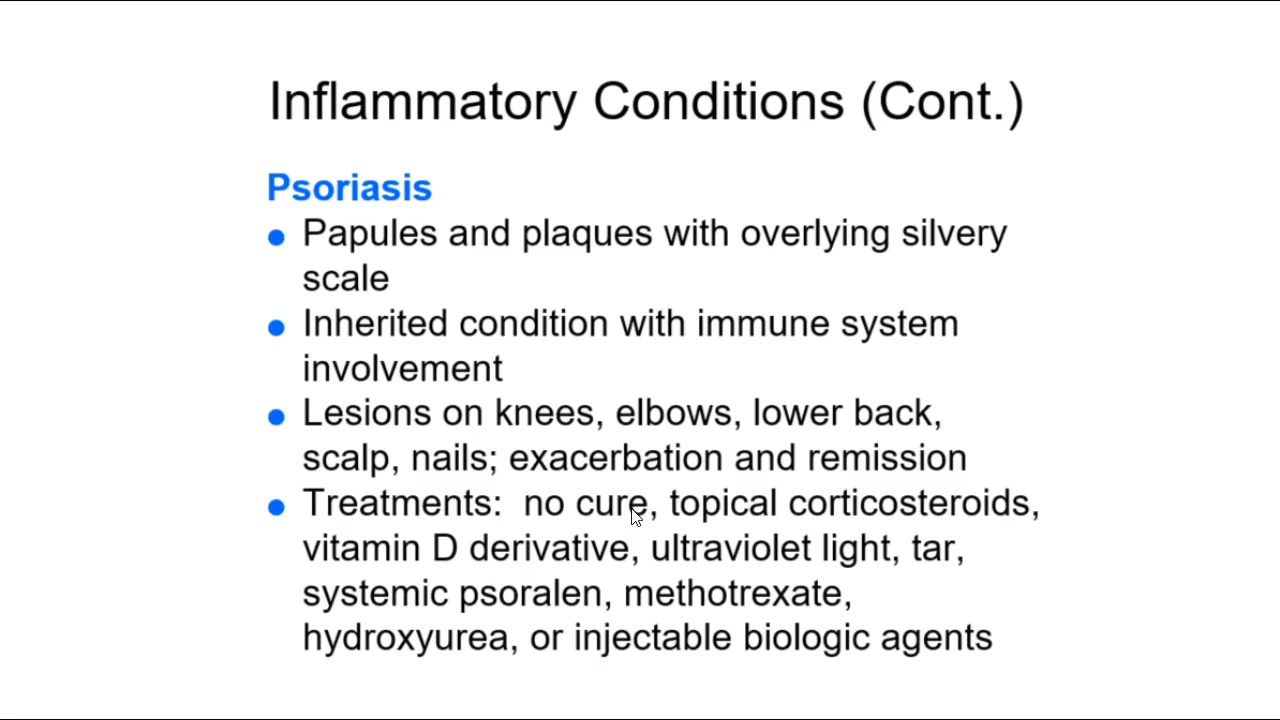 Inflammatory Conditions (Cont.)
Psoriasis
● Papules and plaques with overlying silvery
scale
● Inherited condition with immune system
involvement
● Lesions on knees, elbows, lower back,
scalp, nails; exacerbation and remission
● Treatments:  no cure, topical corticosteroids,
vitamin D derivative, ultraviolet light, tar,
systemic psoralen, methotrexate,
hydroxyurea, or injectable biologic agents